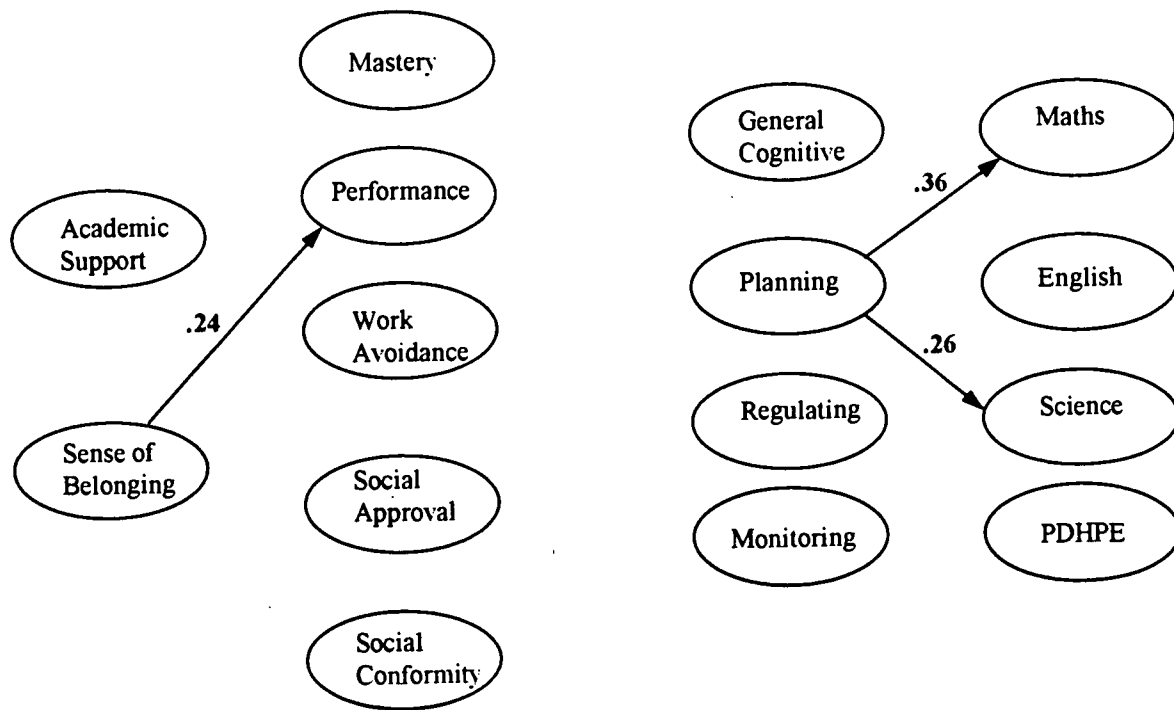 Mastery
Performance
Academic
Support
.24
Work
Avoidance
Sense of
Belonging
Social
Approval
Social
Conformity
General
Cognitive
Maths
.36
Planning
English
.26
Regulating
Science
Monitoring
PDHPE